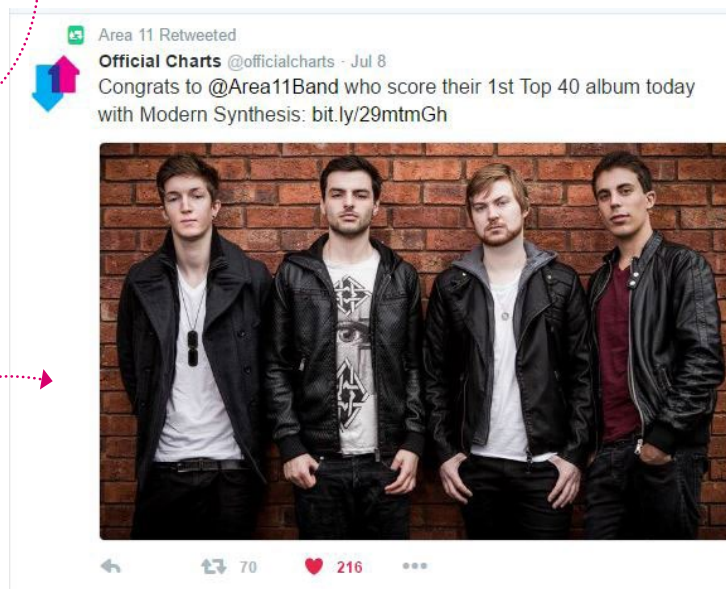 Area 11 Retweeted
Official Charts @officialcharts · Jul 8
Congrats to @Area11Band who score their 1st Top 40 album today
with Modern Synthesis: bit.ly/29mtmGh
70 216